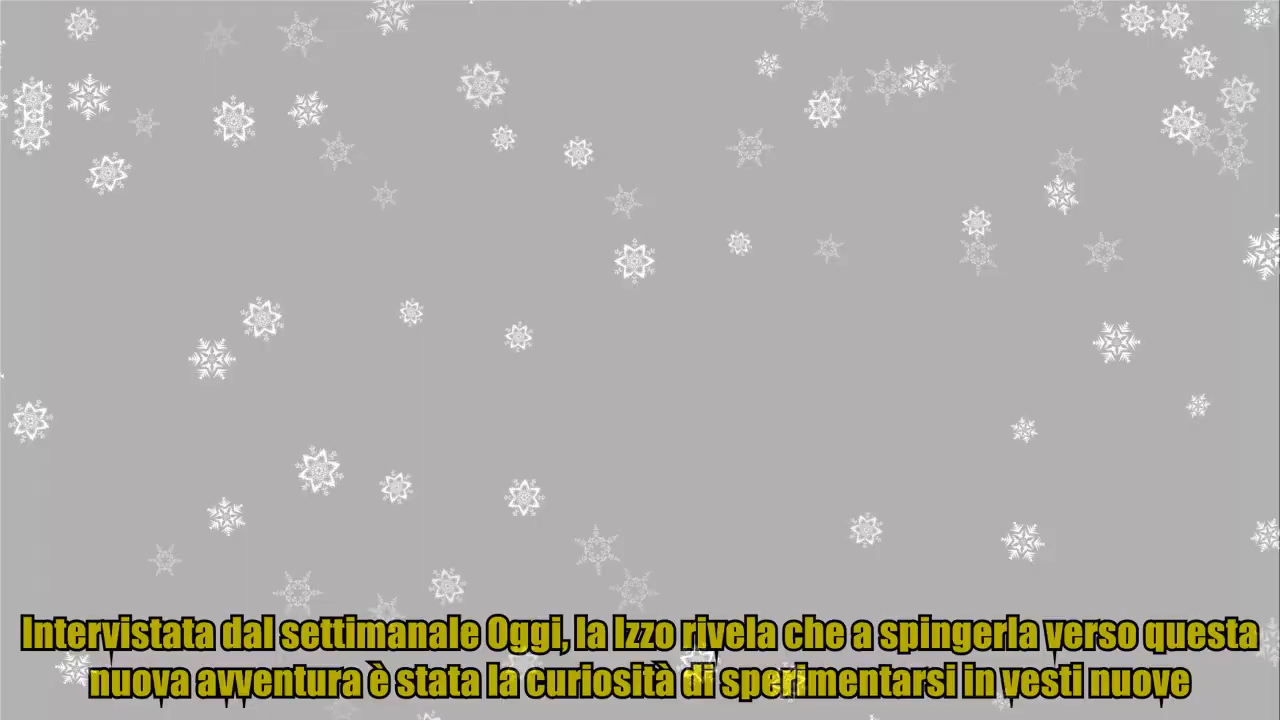 Intervistata dal settimanale Oggi, la Izzo rivela che a spingerla verso questa
nuova avventura è stata la curiosità di sperimentarsi in vesti nuove